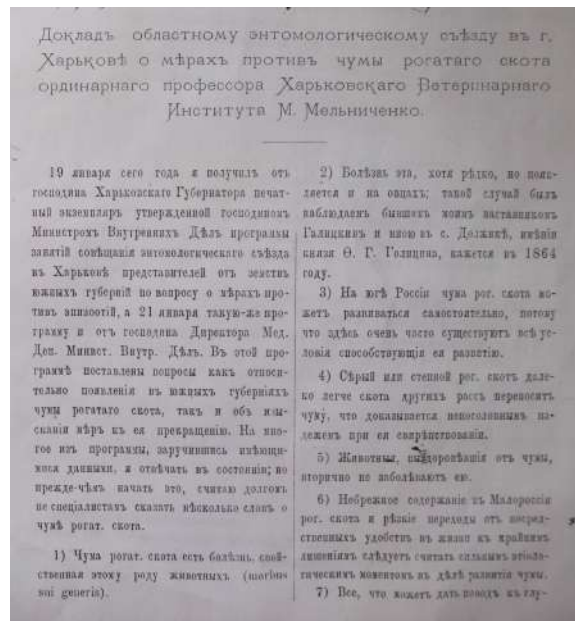 Докладъ областному энтомологическому съѣзду въ г.
Харьковѣ о мѣрахъ противъ чумы рогатаго скота
ординарнаго профессора Харьковскаго Ветеринарнаго
Института М. Мельниченко.
19 января сего года я получилъ отъ
господина Харьковскаго Губернатора печат-
ный экземпляръ утвержденной господиномъ
Министромъ Внутреннихъ Дѣлъ программы
занятій совѣщанія энтомологическаго съѣзда
въ Харьковѣ представителей отъ земствъ
южныхъ губерній по вопросу о мѣрахъ про-
тивъ эпизоотій, а 21 января такую-же про-
грамму и отъ господина Директора Мед.
Деп. Минист. Внутр. Дѣлъ. Въ этой про-
граммѣ поставлены вопросы какъ относи-
тельно появленія въ южныхъ губерніяхъ
чумы рогатаго скота, такъ и объ изы-
сканіи мѣръ къ ея прекращенію. На мно-
гое изъ программы, заручившись имѣющи-
мися данными, я отвѣчать въ состояніи; но
прежде-чѣмъ начать это, считаю долгомъ
не спеціалистамъ сказать нѣсколько словъ о
чумѣ рогат. скота.
1) Чума рогат. скота есть болѣзнь, свой-
ственная этому роду животныхъ (morbus
sui generis).
2) Болѣзнь эта, хотя рѣдко, но появ-
ляется и на овцахъ; такой случай былъ
наблюдаемъ бывшимъ моимъ наставникомъ
Галицкимъ и мною въ с. Должикѣ, имѣніи
князя Ѳ. Г. Голицина, кажется въ 1864
году.
3) На югѣ Россіи чума рог. скота мо-
жетъ развиваться самостоятельно, потому
что здѣсь очень часто существуютъ всѣ ус-
ловія способствующія ея развитію.
4) Сѣрый или степной рог. скотъ дале-
ко легче скота другихъ рассъ переноситъ
чуму, что доказывается непоголовнымъ па-
дежемъ при ея свирѣпствованіи.
5) Животныя, выздоровѣвшія отъ чумы,
вторично не заболѣваютъ ею.
6) Небрежное содержаніе въ Малороссіи
рог. скота и рѣзкіе переходы отъ посред-
ственныхъ удобствъ въ жизни къ крайнимъ
лишеніямъ слѣдуетъ считать сильнымъ этіоло-
гическимъ моментомъ въ дѣлѣ развитія чумы.
7) Все, что можетъ дать поводъ къ глу-